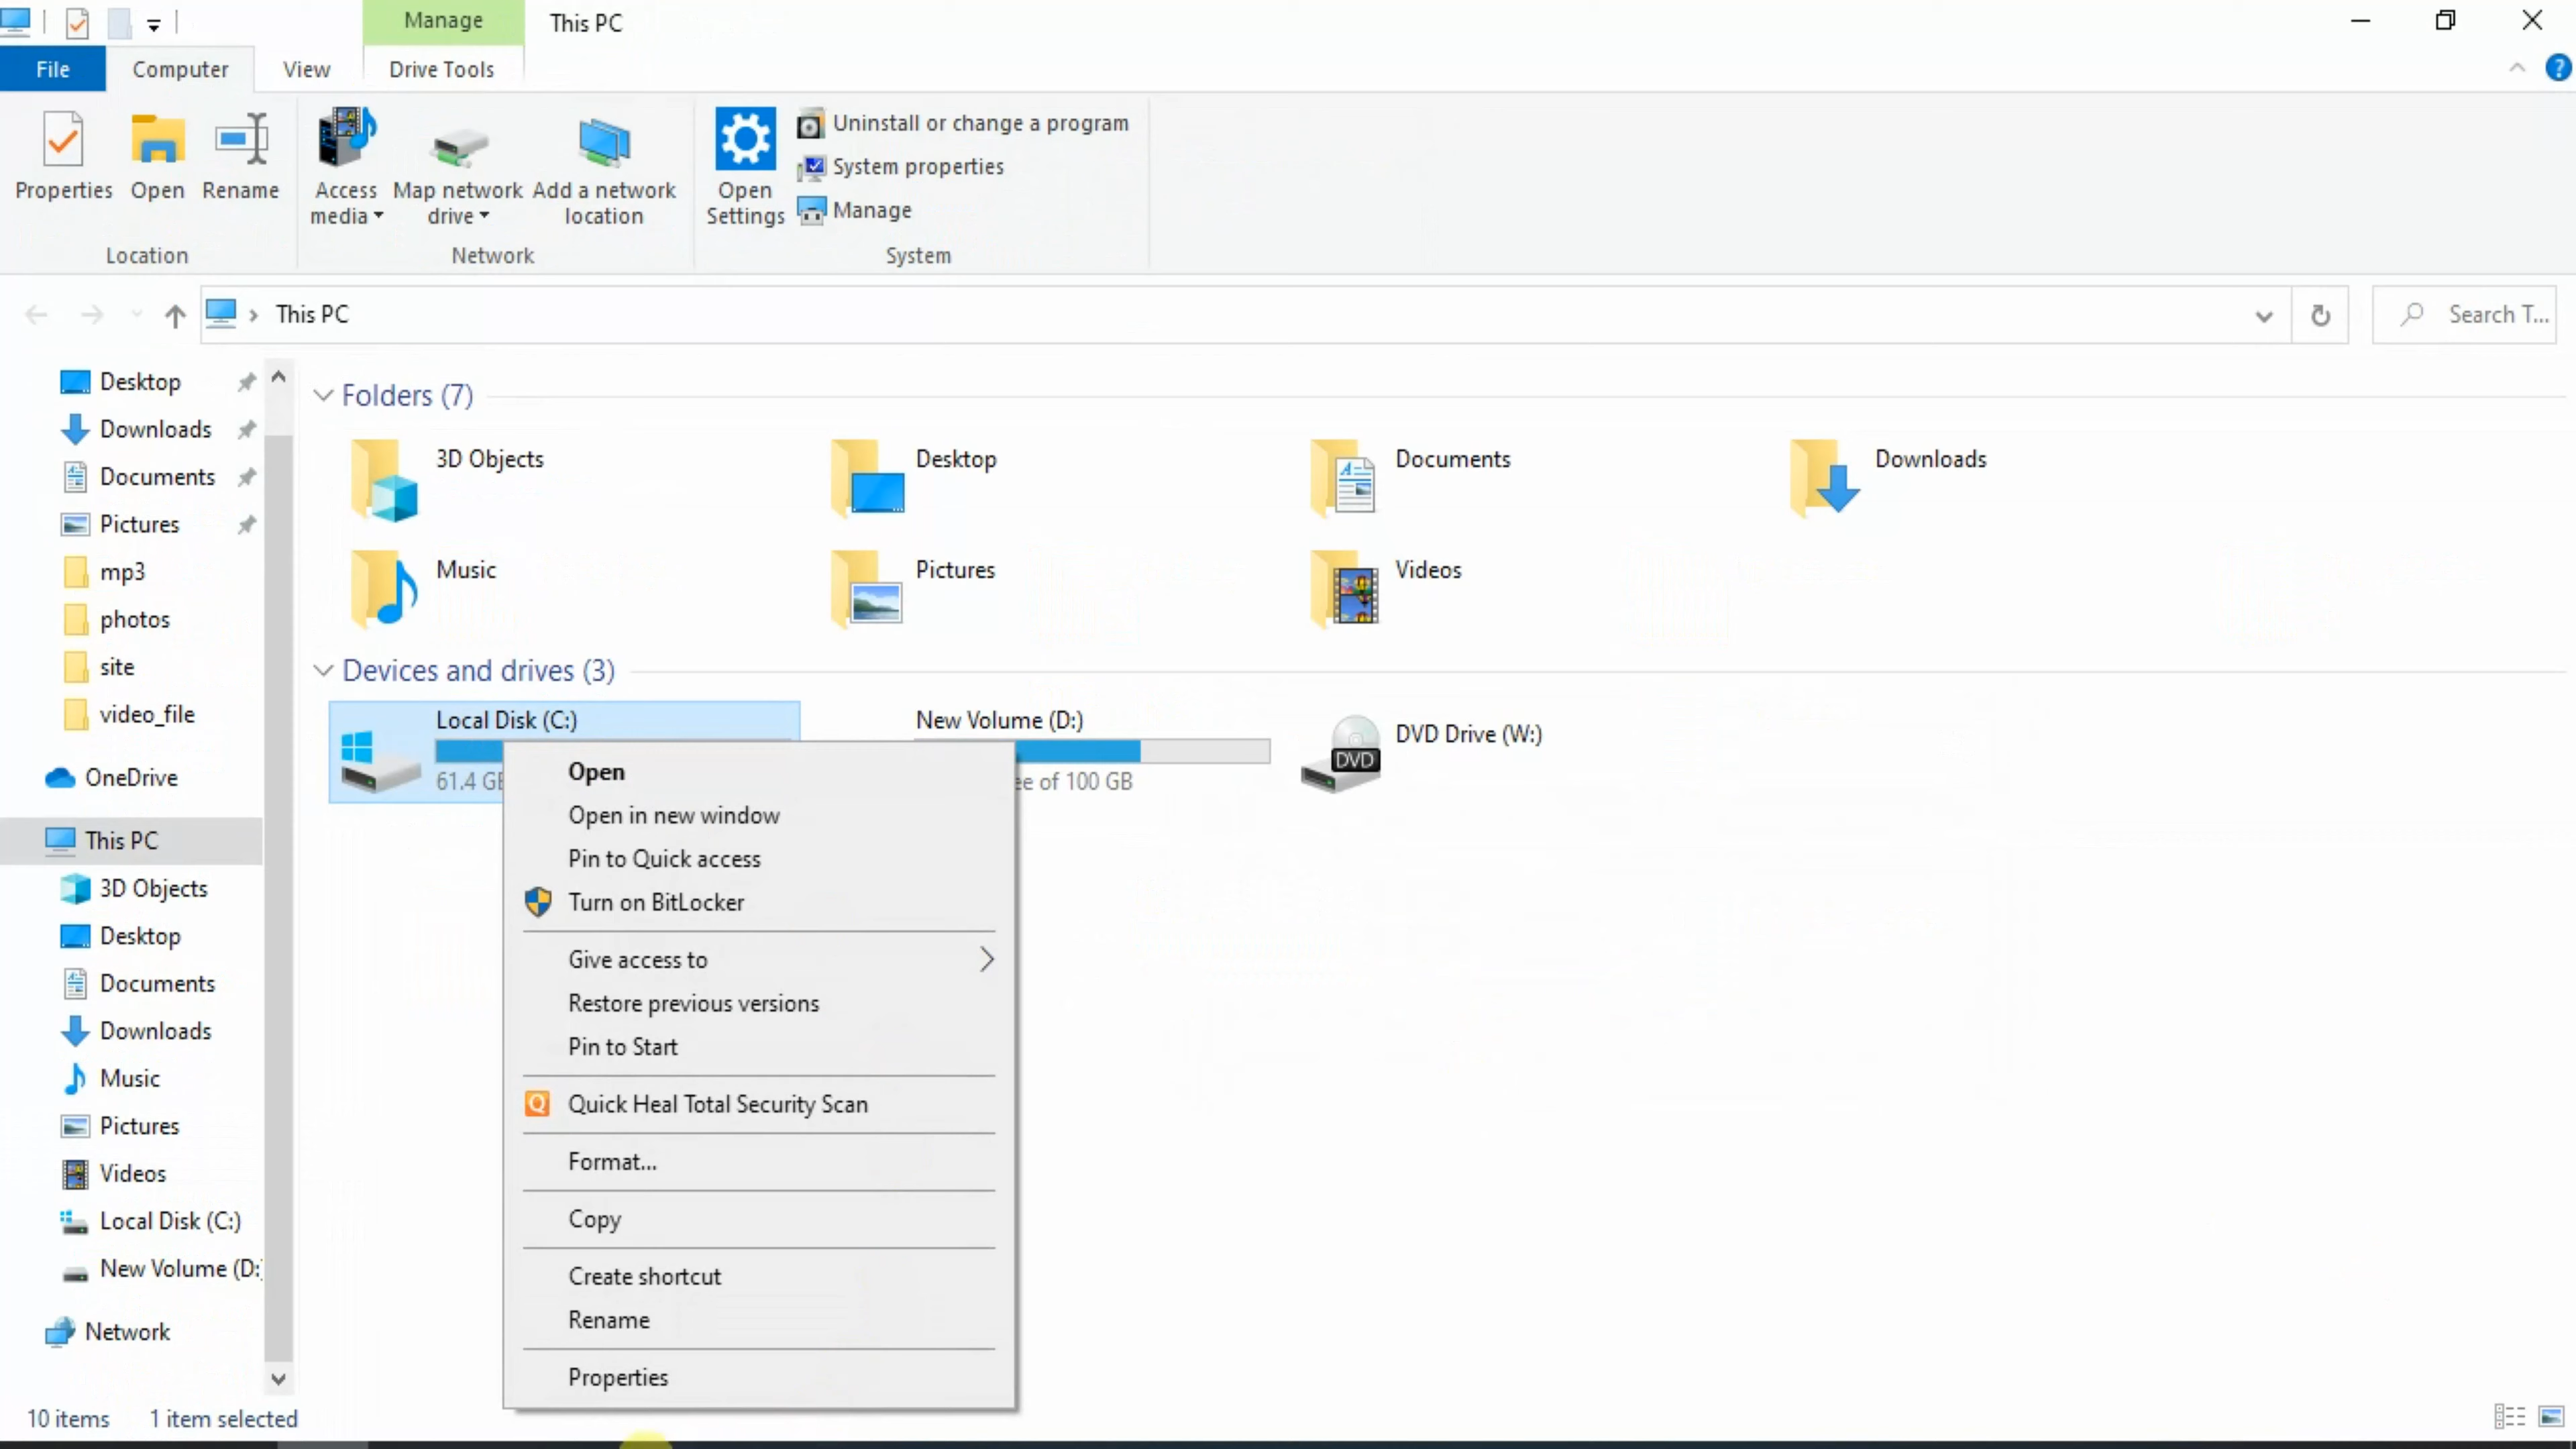 Manage
This PC
File
Computer
View
Drive Tools
Properties
Open
Rename
Access media
Map network drive
Add a network location
Open Settings
Uninstall or change a program
System properties
Manage
Location
Network
System
This PC
Search T...
Desktop
Downloads
Documents
Pictures
mp3
photos
site
video_file
OneDrive
This PC
3D Objects
Desktop
Documents
Downloads
Music
Pictures
Videos
Local Disk (C:)
New Volume (D:
Network
Folders (7)
3D Objects
Desktop
Documents
Downloads
Music
Pictures
Videos
Devices and drives (3)
Local Disk (C:)
61.4 GB
New Volume (D:)
ee of 100 GB
DVD Drive (W:)
DVD
Open
Open in new window
Pin to Quick access
Turn on BitLocker
Give access to
Restore previous versions
Pin to Start
Quick Heal Total Security Scan
Format...
Copy
Create shortcut
Rename
Properties
10 items
1 item selected